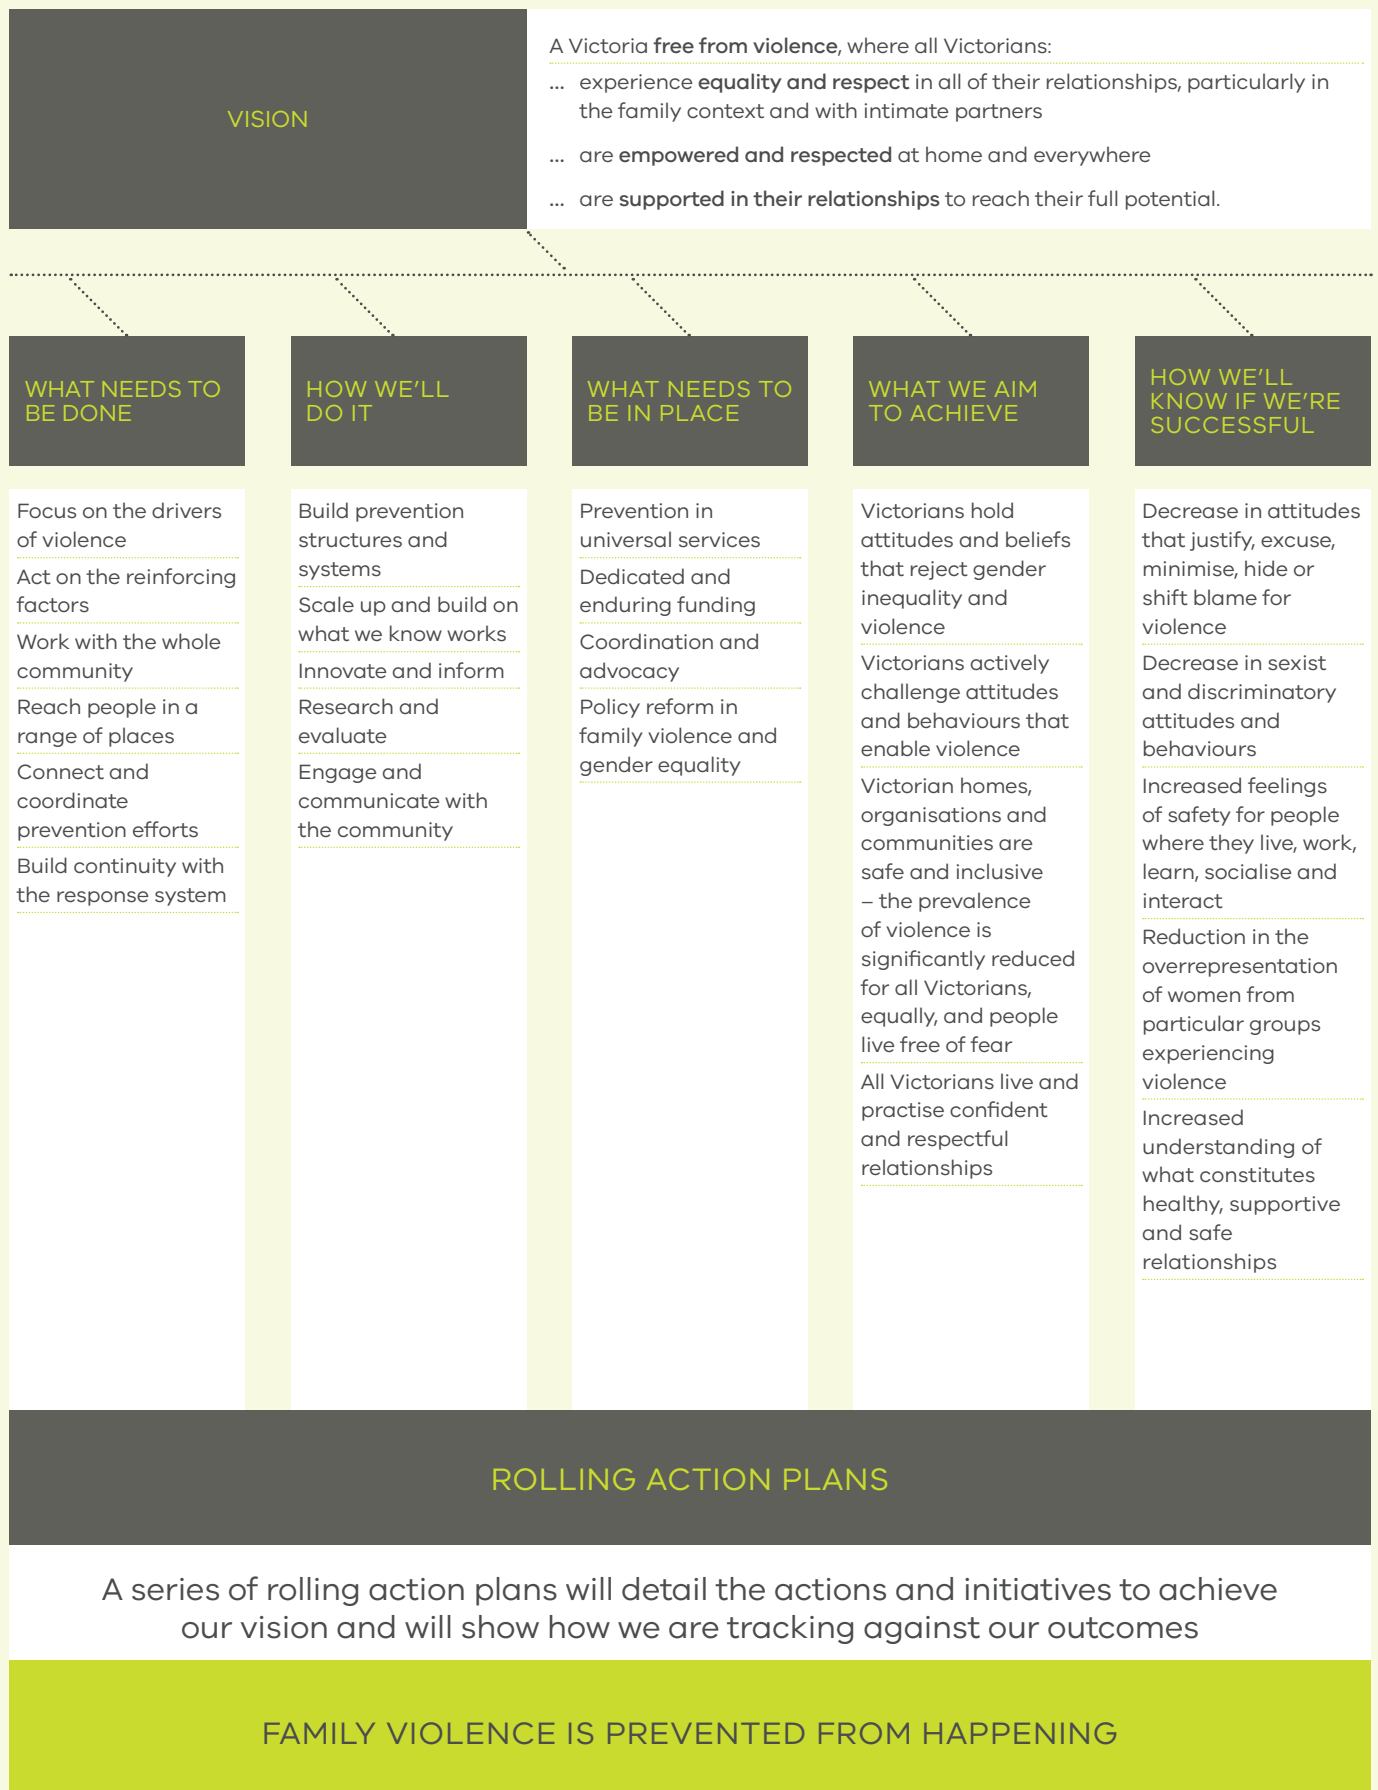 VISION
A Victoria free from violence, where all Victorians:
... experience equality and respect in all of their relationships, particularly in
the family context and with intimate partners
... are empowered and respected at home and everywhere
... are supported in their relationships to reach their full potential.
WHAT NEEDS TO
BE DONE
Focus on the drivers
of violence
Act on the reinforcing
factors
Work with the whole
community
Reach people in a
range of places
Connect and
coordinate
prevention efforts
Build continuity with
the response system
HOW WE'LL
DO IT
Build prevention
structures and
systems
Scale up and build on
what we know works
Innovate and inform
Research and
evaluate
Engage and
communicate with
the community
WHAT NEEDS TO
BE IN PLACE
Prevention in
universal services
Dedicated and
enduring funding
Coordination and
advocacy
Policy reform in
family violence and
gender equality
WHAT WE AIM
TO ACHIEVE
Victorians hold
attitudes and beliefs
that reject gender
inequality and
violence
Victorians actively
challenge attitudes
and behaviours that
enable violence
Victorian homes,
organisations and
communities are
safe and inclusive
– the prevalence
of violence is
significantly reduced
for all Victorians,
equally, and people
live free of fear
All Victorians live and
practise confident
and respectful
relationships
HOW WE'LL
KNOW IF WE'RE
SUCCESSFUL
Decrease in attitudes
that justify, excuse,
minimise, hide or
shift blame for
violence
Decrease in sexist
and discriminatory
attitudes and
behaviours
Increased feelings
of safety for people
where they live, work,
learn, socialise and
interact
Reduction in the
overrepresentation
of women from
particular groups
experiencing
violence
Increased
understanding of
what constitutes
healthy, supportive
and safe
relationships
ROLLING ACTION PLANS
A series of rolling action plans will detail the actions and initiatives to achieve
our vision and will show how we are tracking against our outcomes
FAMILY VIOLENCE IS PREVENTED FROM HAPPENING